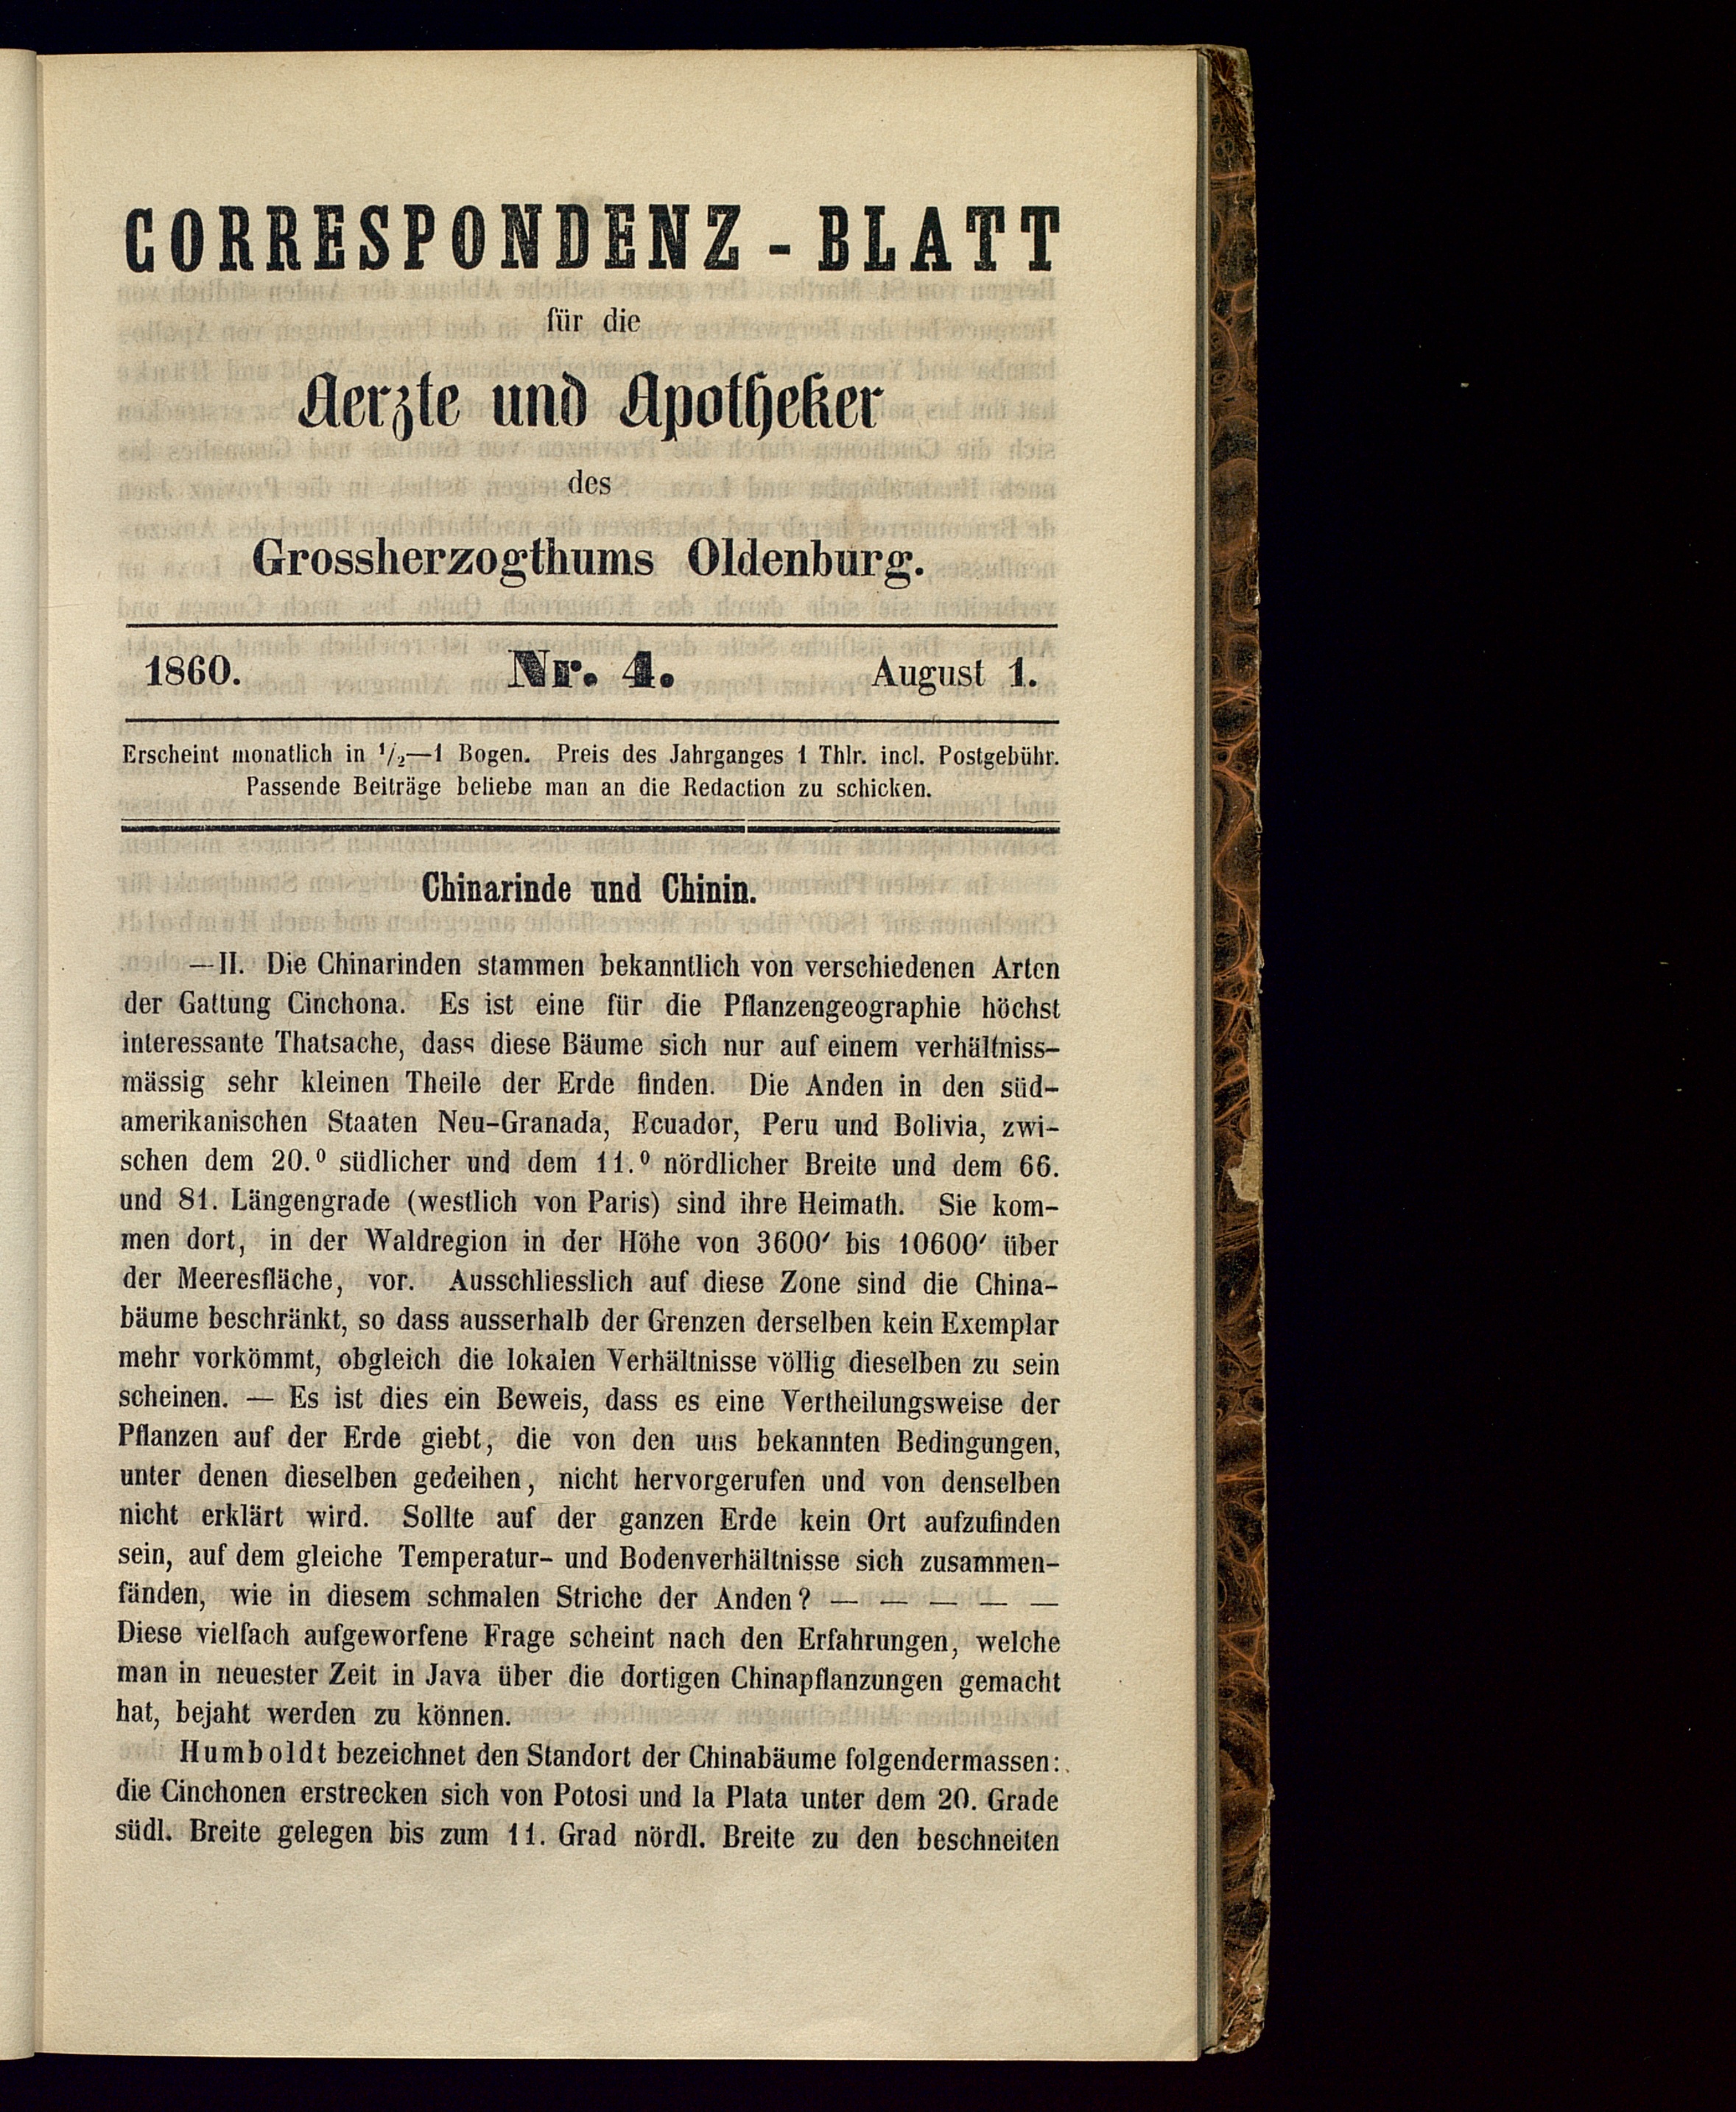 CORRESPONDENZ-BLATT
für die
Aerzte und Apotheker
des
Grossherzogthums Oldenburg.
1860. Nr. 4. August 1.
Erscheint monatlich in 1/2—1 Bogen. Preis des Jahrganges 1 Thlr. incl. Postgebühr.
Passende Beiträge beliebe man an die Redaction zu schicken.
Chinarinde und Chinin.
—II. Die Chinarinden stammen bekanntlich von verschiedenen Arten
der Gattung Cinchona. Es ist eine für die Pflanzengeographie höchst
interessante Thatsache, dass diese Bäume sich nur auf einem verhältniss-
mässig sehr kleinen Theile der Erde finden. Die Anden in den süd-
amerikanischen Staaten Neu-Granada, Ecuador, Peru und Bolivia, zwi-
schen dem 20.⁰ südlicher und dem 11.⁰ nördlicher Breite und dem 66.
und 81. Längengrade (westlich von Paris) sind ihre Heimath. Sie kom-
men dort, in der Waldregion in der Höhe von 3600′ bis 10600′ über
der Meeresfläche, vor. Ausschliesslich auf diese Zone sind die China-
bäume beschränkt, so dass ausserhalb der Grenzen derselben kein Exemplar
mehr vorkömmt, obgleich die lokalen Verhältnisse völlig dieselben zu sein
scheinen. — Es ist dies ein Beweis, dass es eine Vertheilungsweise der
Pflanzen auf der Erde giebt, die von den uns bekannten Bedingungen,
unter denen dieselben gedeihen, nicht hervorgerufen und von denselben
nicht erklärt wird. Sollte auf der ganzen Erde kein Ort aufzufinden
sein, auf dem gleiche Temperatur- und Bodenverhältnisse sich zusammen-
fänden, wie in diesem schmalen Striche der Anden? — — — — —
Diese vielfach aufgeworfene Frage scheint nach den Erfahrungen, welche
man in neuester Zeit in Java über die dortigen Chinapflanzungen gemacht
hat, bejaht werden zu können.
Humboldt bezeichnet den Standort der Chinabäume folgendermassen:
die Cinchonen erstrecken sich von Potosi und la Plata unter dem 20. Grade
südl. Breite gelegen bis zum 11. Grad nördl. Breite zu den beschneiten